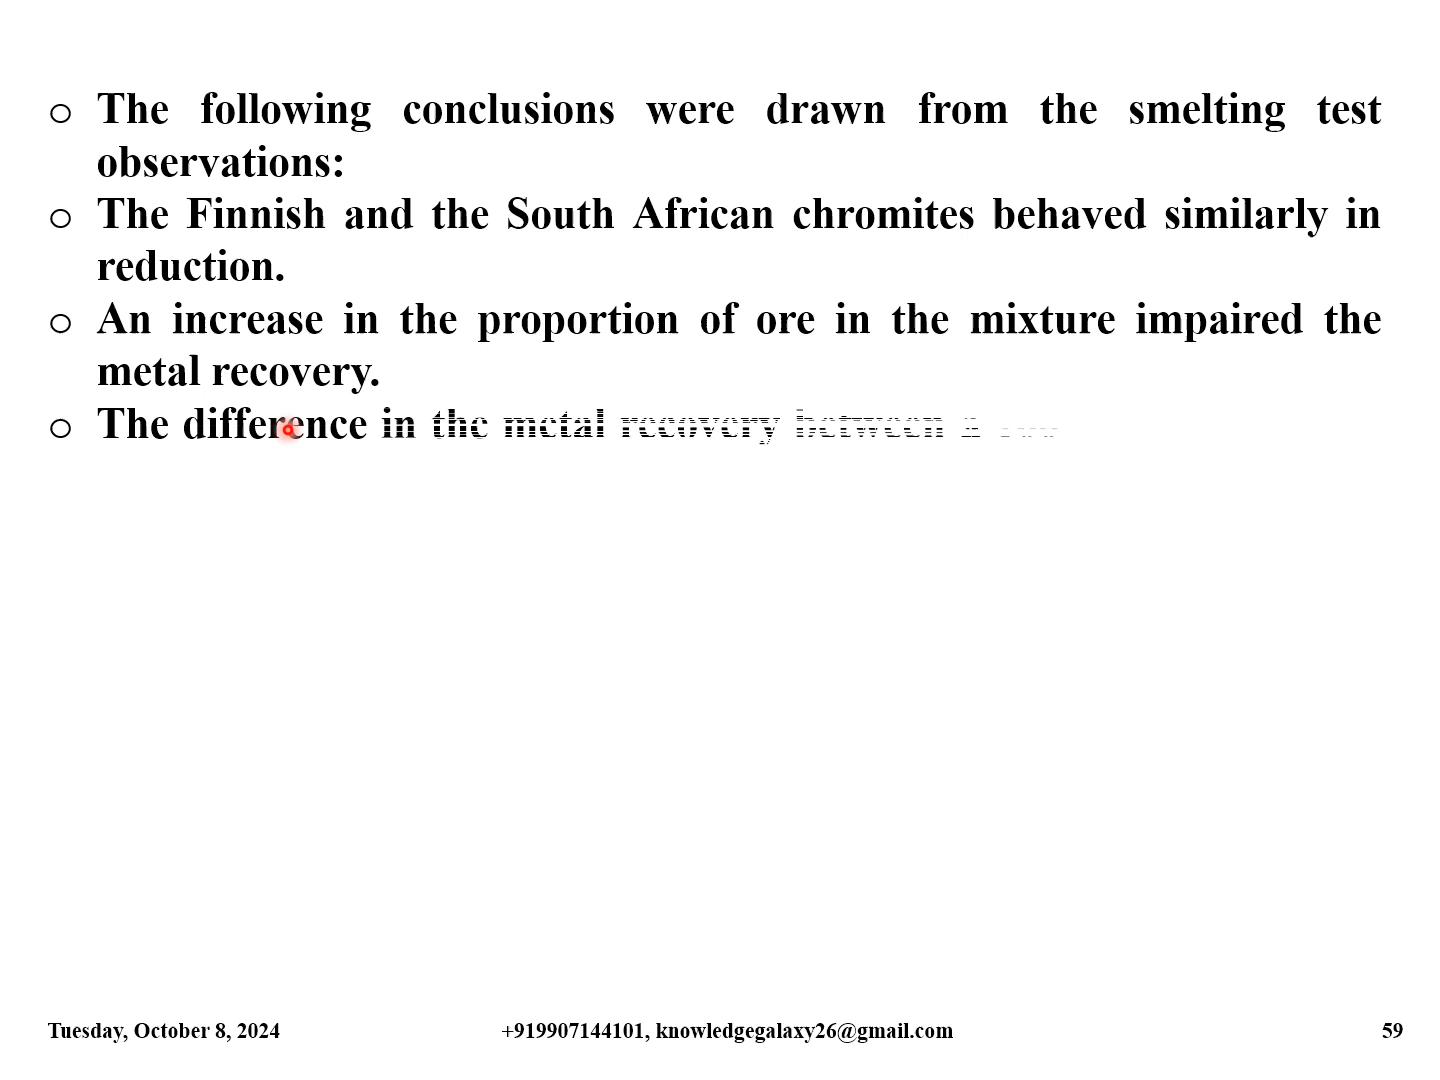 The following conclusions were drawn from the smelting test
observations:
The Finnish and the South African chromites behaved similarly in
reduction.
An increase in the proportion of ore in the mixture impaired the
metal recovery.
The difference in the metal recovery between a
Tuesday, October 8, 2024
+919907144101, knowledgegalaxy26@gmail.com
59